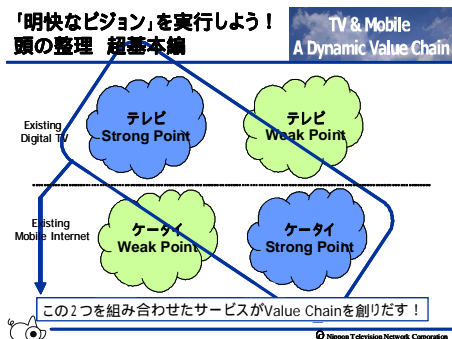 「明快なビジョン」を実行しよう！
頭の整理 超基本編
TV & Mobile
A Dynamic Value Chain
Existing
Digital TV
テレビ
Strong Point
テレビ
Weak Point
Existing
Mobile Internet
ケータイ
Weak Point
ケータイ
Strong Point
この2つを組み合わせたサービスがValue Chainを創りだす！
© Nippon Television Network Corporation